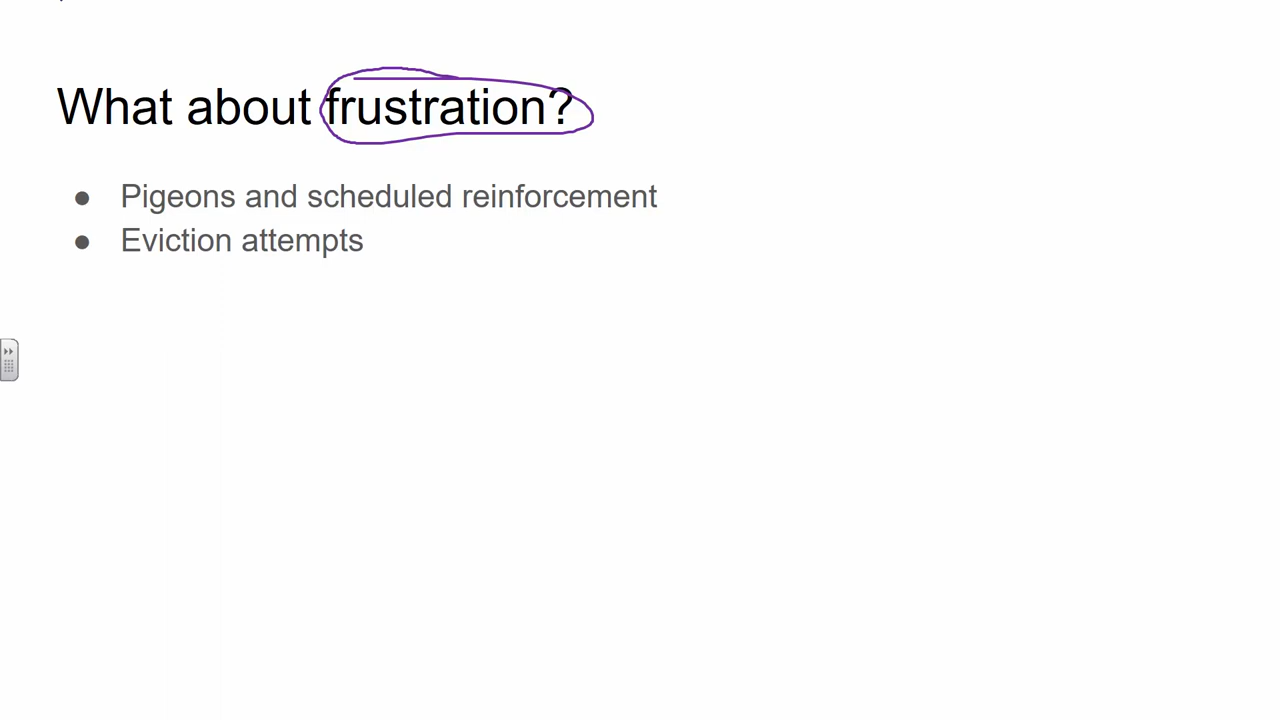 What about frustration?
● Pigeons and scheduled reinforcement
● Eviction attempts